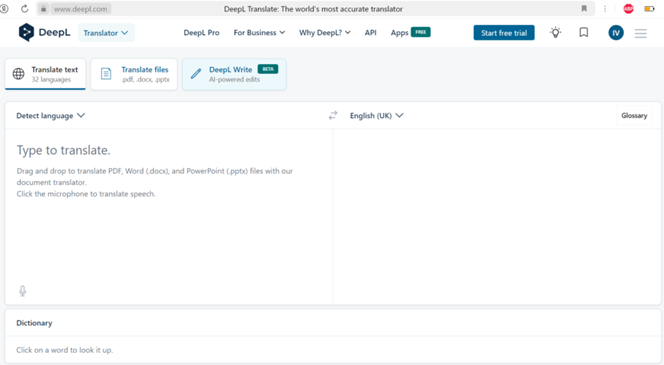 www.deepl.com DeepL Translate: The world's most accurate translator ABP
DeepL Translator DeepL Pro For Business Why DeepL? API Apps FREE Start free trial IV
Translate text
32 languages
Translate files
.pdf, .docx, .pptx
DeepL Write BETA
AI-powered edits
Detect language English (UK) Glossary
Type to translate.
Drag and drop to translate PDF, Word (.docx), and PowerPoint (.pptx) files with our
document translator.
Click the microphone to translate speech.
Dictionary
Click on a word to look it up.